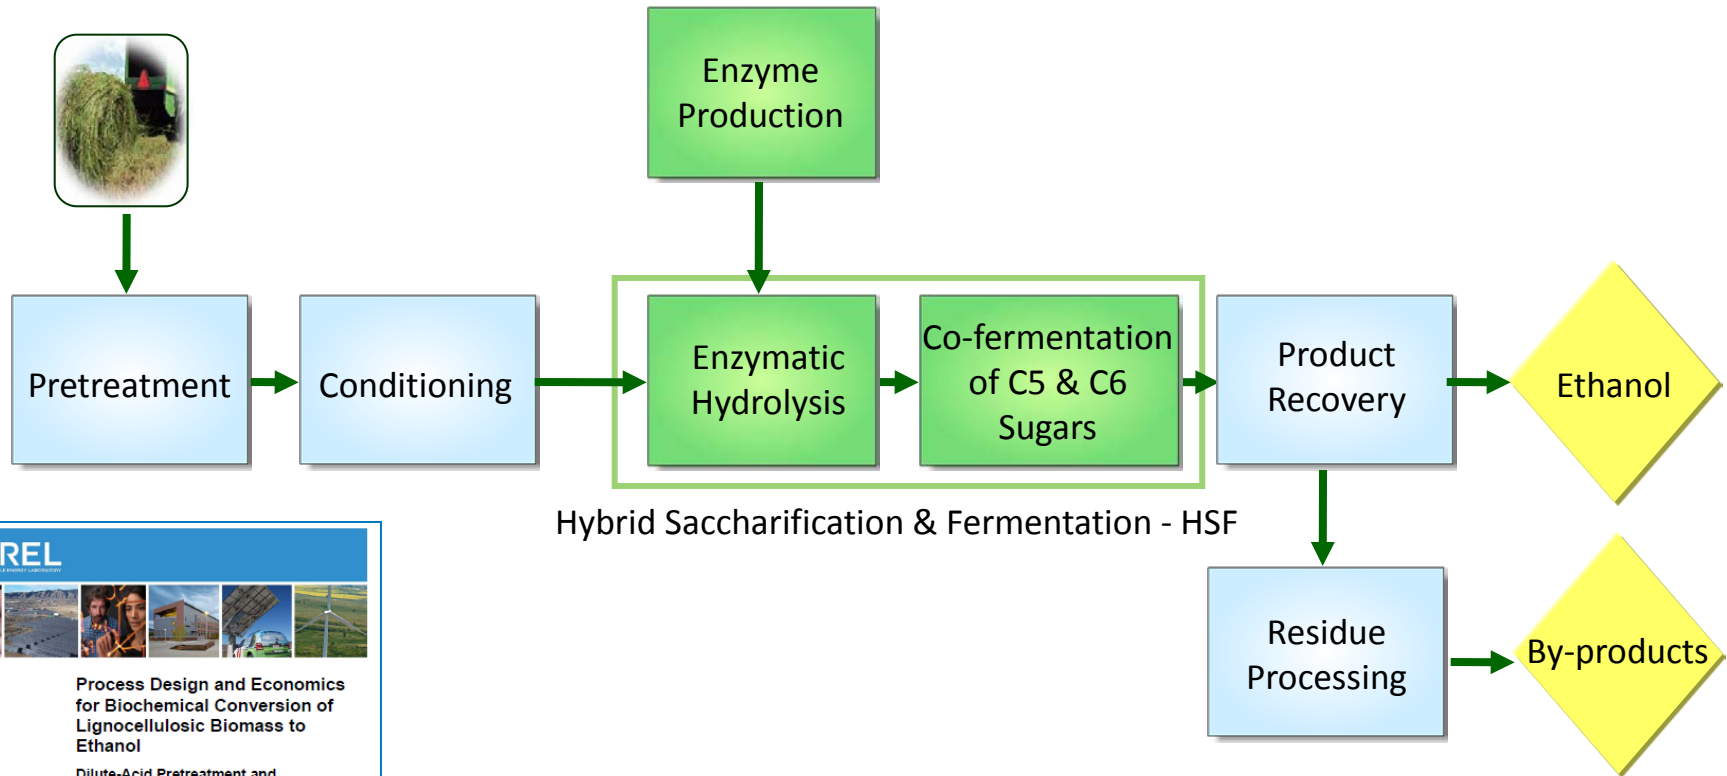 Enzyme
Production
Pretreatment
Conditioning
Enzymatic
Hydrolysis
Co-fermentation
of C5 & C6
Sugars
Product
Recovery
Ethanol
Hybrid Saccharification & Fermentation - HSF
Residue
Processing
By-products
REL
Process Design and Economics
for Biochemical Conversion of
Lignocellulosic Biomass to
Ethanol
Dilute-Acid Pretreatment and